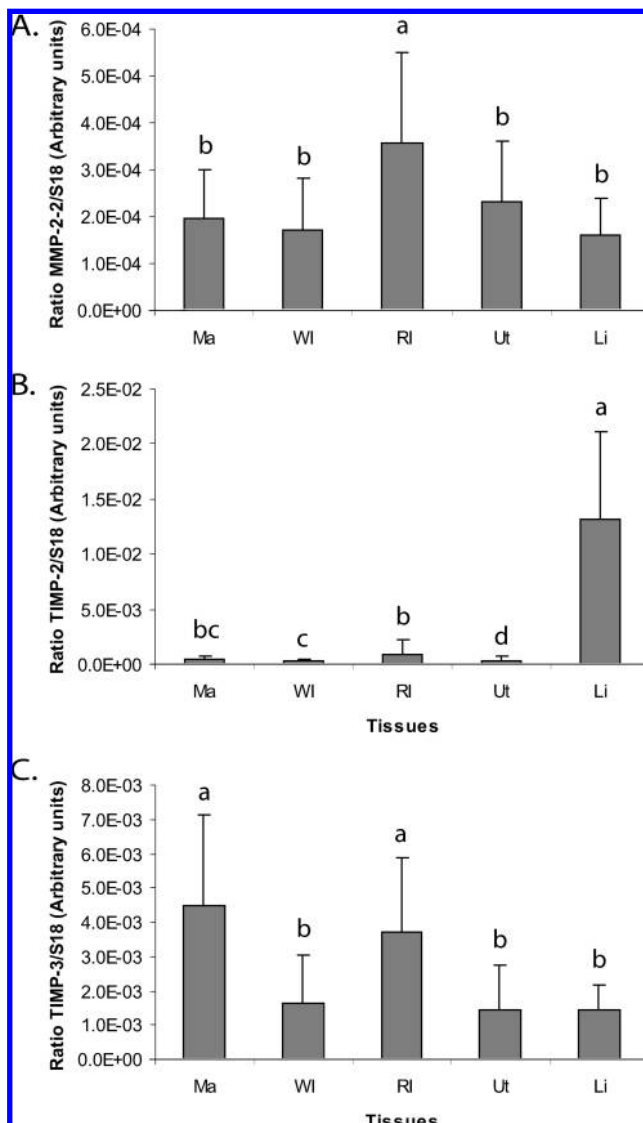 A.
Ratio MMP-2-2/S18 (Arbitrary units)
6.0E-04
5.0E-04
4.0E-04
3.0E-04
2.0E-04
1.0E-04
0.0E+00
b
b
a
b
b
Ma
WI
RI
Ut
Li
B.
Ratio TIMP-2/S18 (Arbitrary units)
2.5E-02
2.0E-02
1.5E-02
1.0E-02
5.0E-03
0.0E+00
bc
c
b
d
a
Ma
WI
RI
Ut
Li
Tissues
C.
Ratio TIMP-3/S18 (Arbitrary units)
8.0E-03
7.0E-03
6.0E-03
5.0E-03
4.0E-03
3.0E-03
2.0E-03
1.0E-03
0.0E+00
a
b
a
b
b
Ma
WI
RI
Ut
Li
Tissues